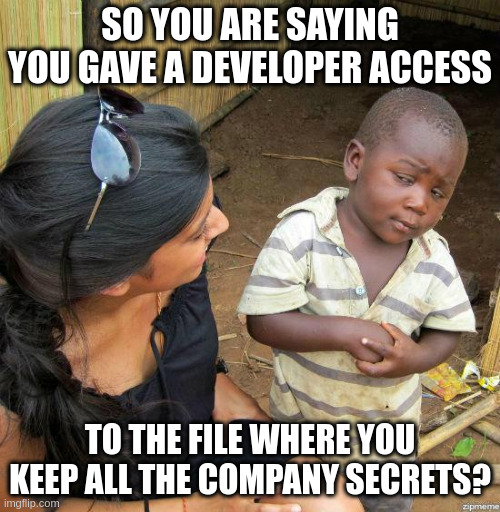 SO YOU ARE SAYING
YOU GAVE A DEVELOPER ACCESS
TO THE FILE WHERE YOU
KEEP ALL THE COMPANY SECRETS?
imgflip.com
zipmeme